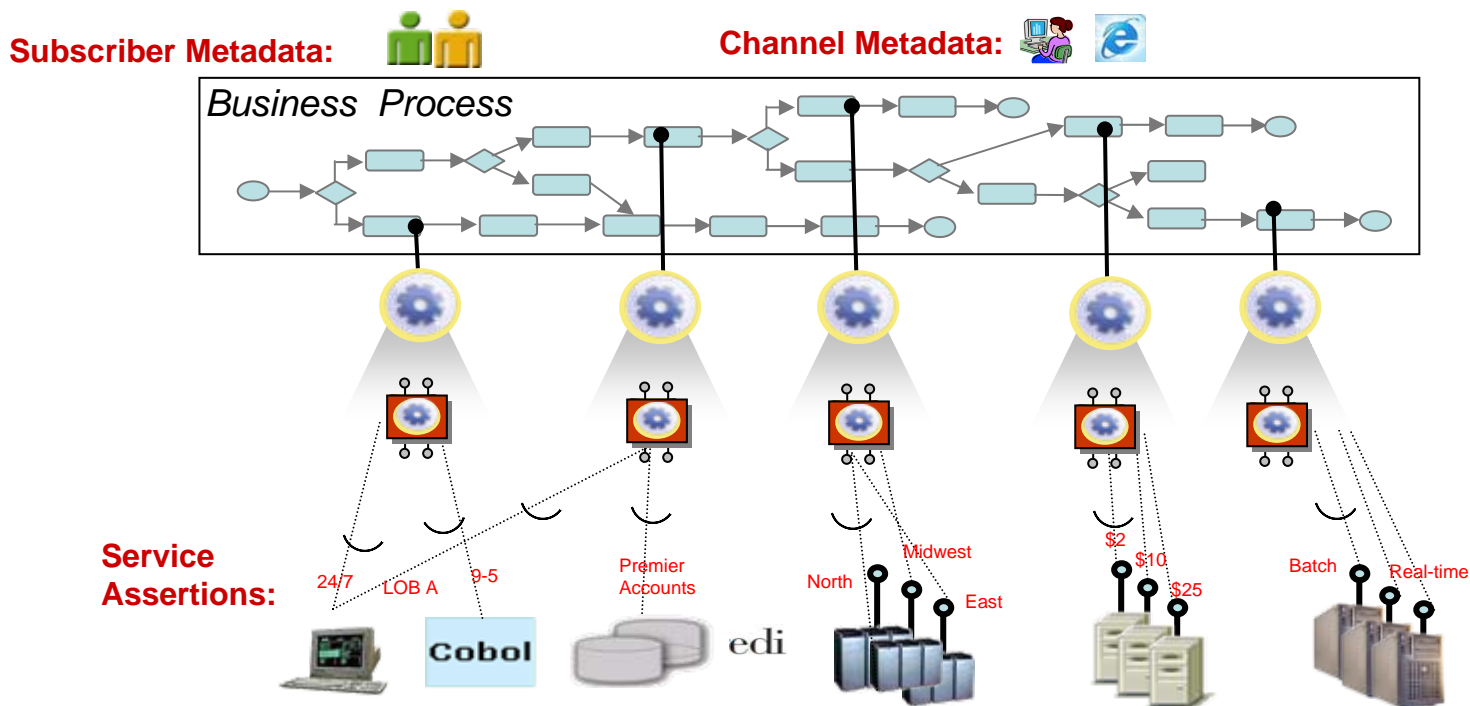 Subscriber Metadata:
Channel Metadata:
Business Process
Service
Assertions:
24/7
LOB A
9-5
Premier
Accounts
North
Midwest
East
$2
$10
$25
Batch
Real-time
Cobol
edi